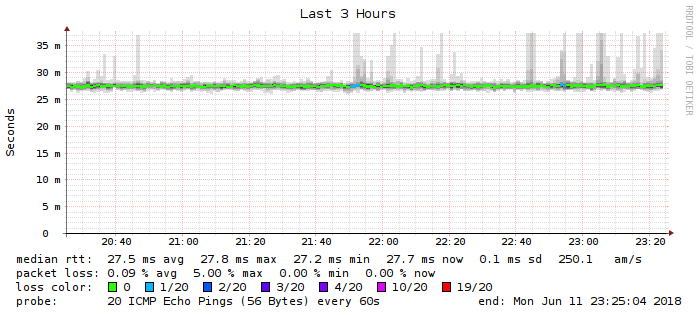 Last 3 Hours
RRDTOOL / TOBI OETIKER
Seconds
35 m
30 m
25 m
20 m
15 m
10 m
5 m
0
20:40 21:00 21:20 21:40 22:00 22:20 22:40 23:00 23:20
median rtt: 27.5 ms avg 27.8 ms max 27.2 ms min 27.7 ms now 0.1 ms sd 250.1 am/s
packet loss: 0.09 % avg 5.00 % max 0.00 % min 0.00 % now
loss color: 0 1/20 2/20 3/20 4/20 10/20 19/20
probe: 20 ICMP Echo Pings (56 Bytes) every 60s end: Mon Jun 11 23:25:04 2018